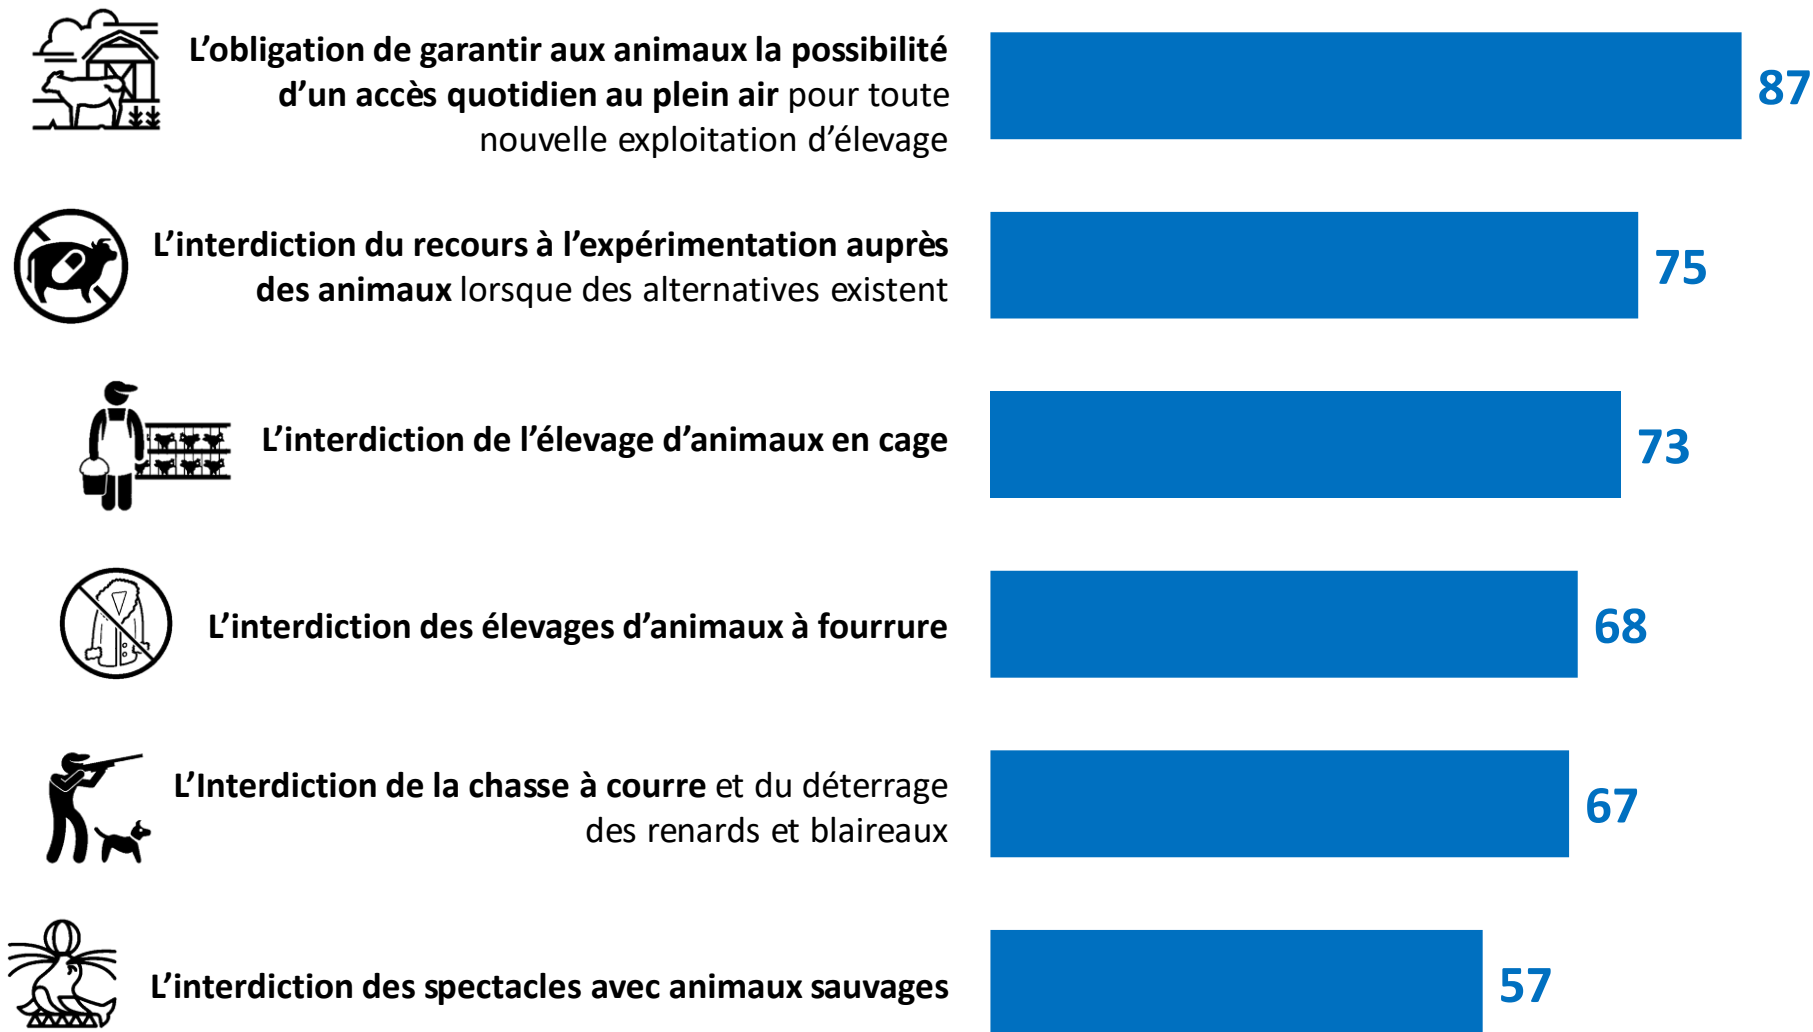 L’obligation de garantir aux animaux la possibilité
d’un accès quotidien au plein air pour toute
nouvelle exploitation d’élevage
87
L’interdiction du recours à l’expérimentation auprès
des animaux lorsque des alternatives existent
75
L’interdiction de l’élevage d’animaux en cage
73
L’interdiction des élevages d’animaux à fourrure
68
L’Interdiction de la chasse à courre et du déterrage
des renards et blaireaux
67
L’interdiction des spectacles avec animaux sauvages
57